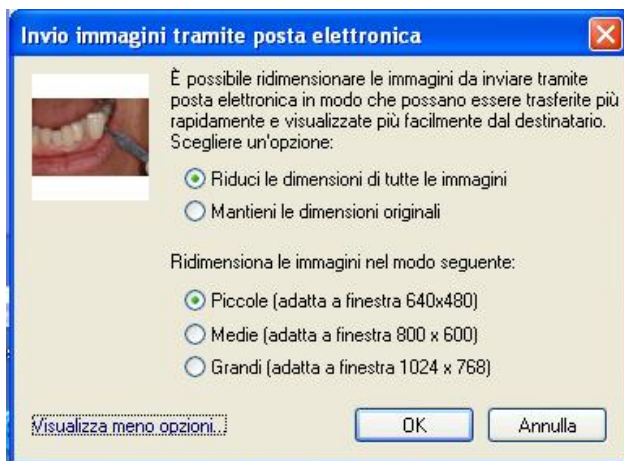 Invio immagini tramite posta elettronica
È possibile ridimensionare le immagini da inviare tramite
posta elettronica in modo che possano essere trasferite più
rapidamente e visualizzate più facilmente dal destinatario.
Scegliere un'opzione:
Riduci le dimensioni di tutte le immagini
Mantieni le dimensioni originali
Ridimensiona le immagini nel modo seguente:
Piccole (adatta a finestra 640x480)
Medie (adatta a finestra 800 x 600)
Grandi (adatta a finestra 1024 x 768)
Visualizza meno opzioni...
OK
Annulla